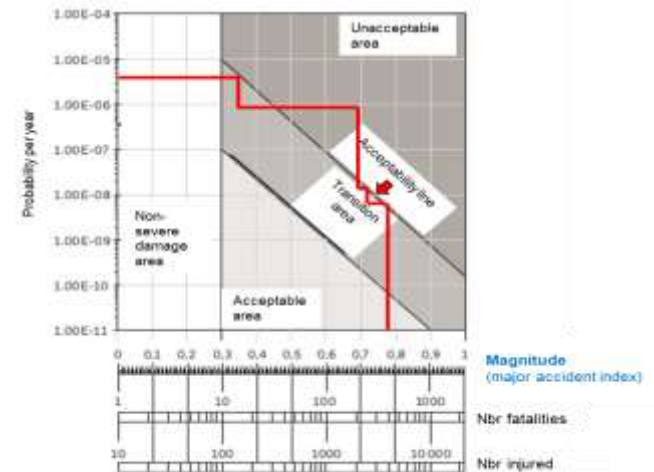 1.00E-04
1.00E-05
1.00E-06
1.00E-07
1.00E-08
1.00E-09
1.00E-10
1.00E-11
Probability per year
Unacceptable
area
Acceptability line
Transition
area
Non-
severe
damage
area
Acceptable
area
0 0,1 0,2 0,3 0,4 0,5 0,6 0,7 0,8 0,9 1
Magnitude
(major accident index)
1 10 100 1000
Nbr fatalities
10 100 1000 10 000
Nbr injured